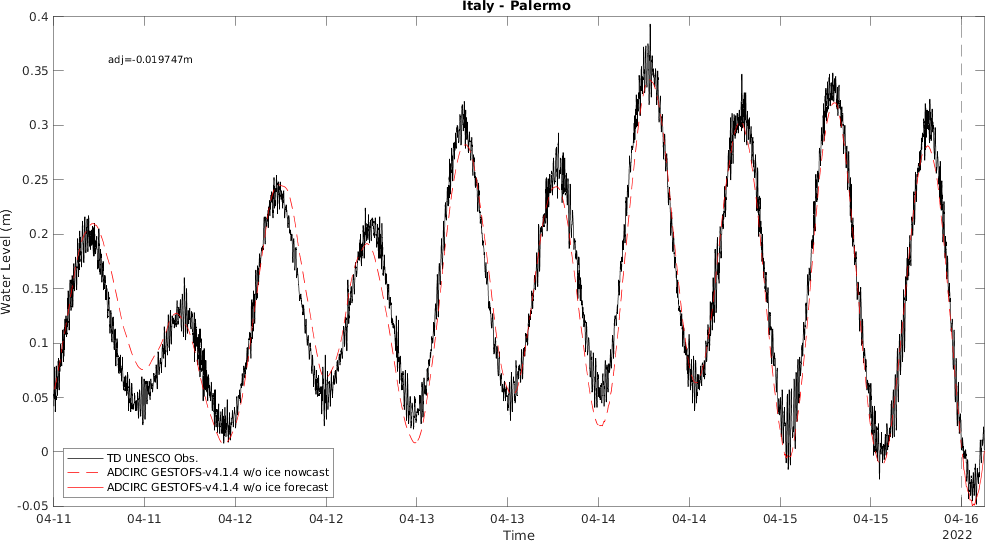 Italy - Palermo
adj=-0.019747m
0.4
0.35
0.3
0.25
0.2
0.15
0.1
0.05
0
-0.05
Water Level (m)
TD UNESCO Obs.
ADCIRC GESTOFS-v4.1.4 w/o ice nowcast
ADCIRC GESTOFS-v4.1.4 w/o ice forecast
04-11 04-11 04-12 04-12 04-13 04-13 04-14 04-14 04-15 04-15 04-16
2022
Time